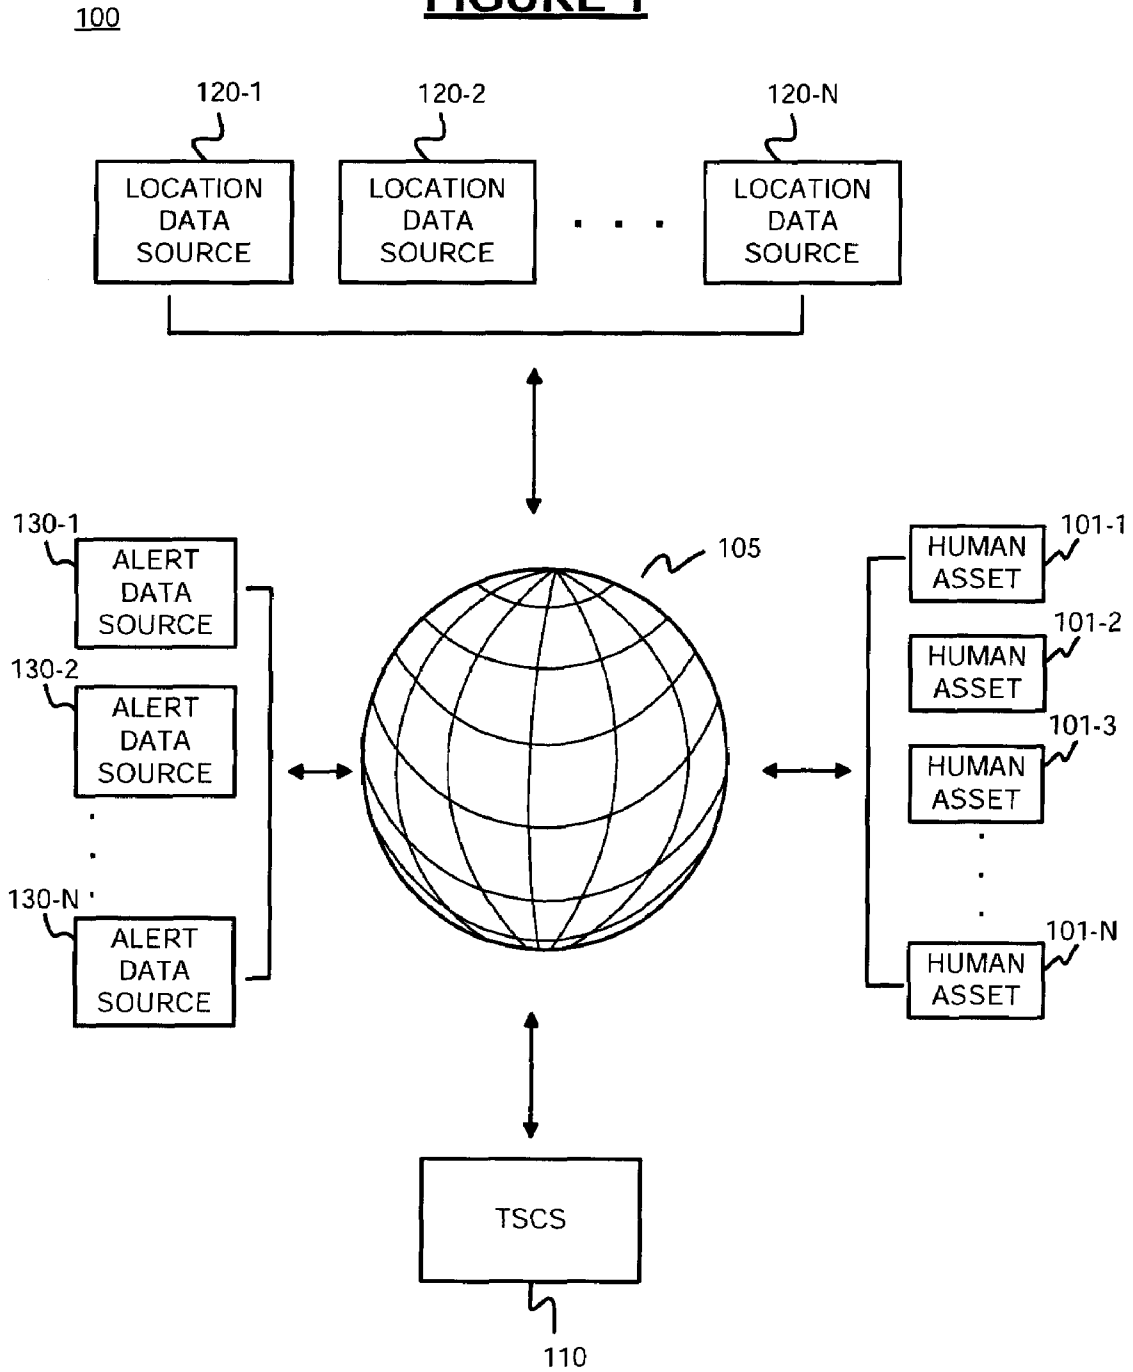 FIGURE 1
100
120-1
120-2
120-N
LOCATION
DATA
SOURCE
LOCATION
DATA
SOURCE
. . .
LOCATION
DATA
SOURCE
130-1
ALERT
DATA
SOURCE
130-2
ALERT
DATA
SOURCE
130-N
ALERT
DATA
SOURCE
105
101-1
HUMAN
ASSET
101-2
HUMAN
ASSET
101-3
HUMAN
ASSET
101-N
HUMAN
ASSET
TSCS
110